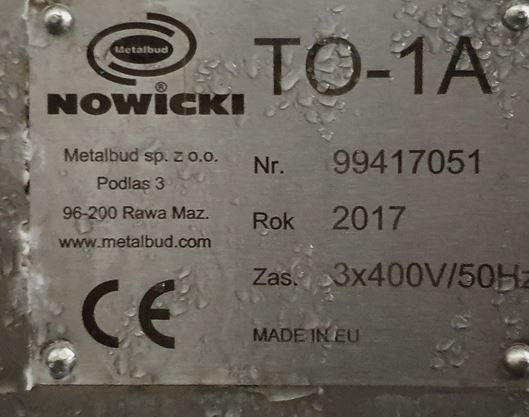 Metalbud
NOWICKI®
TO-1A
Metalbud sp. z o.o.
Podlas 3
96-200 Rawa Maz.
www.metalbud.com
Nr. 99417051
Rok 2017
Zas. 3x400V/50Hz
CE
MADE IN EU